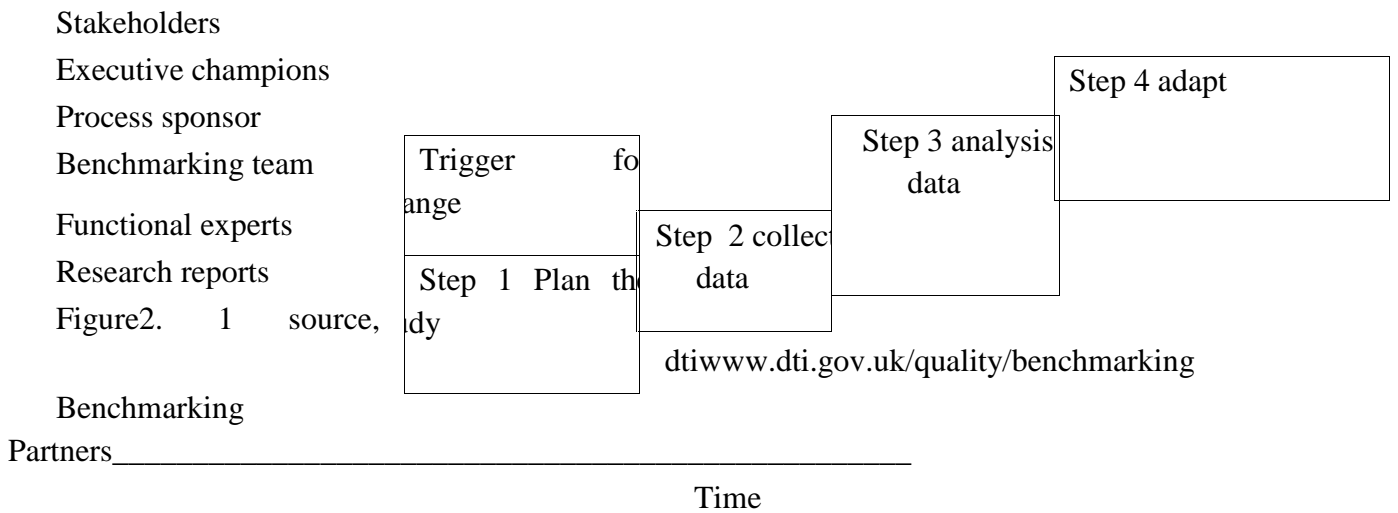 Stakeholders
Executive champions
Process sponsor
Benchmarking team
Functional experts
Research reports
Figure2. 1 source,
Benchmarking
Partners
Trigger fo
ange
Step 1 Plan the
udy
Step 2 collect
data
Step 3 analysis
data
Step 4 adapt
dtiwww.dti.gov.uk/quality/benchmarking
Time